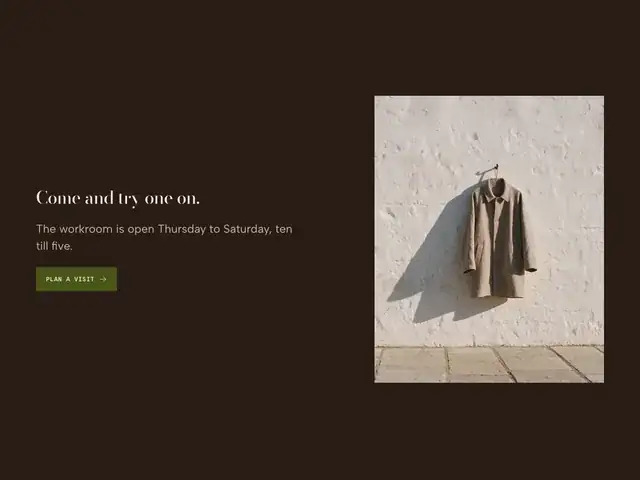 Come and try one on.
The workroom is open Thursday to Saturday, ten
till five.
PLAN A VISIT →